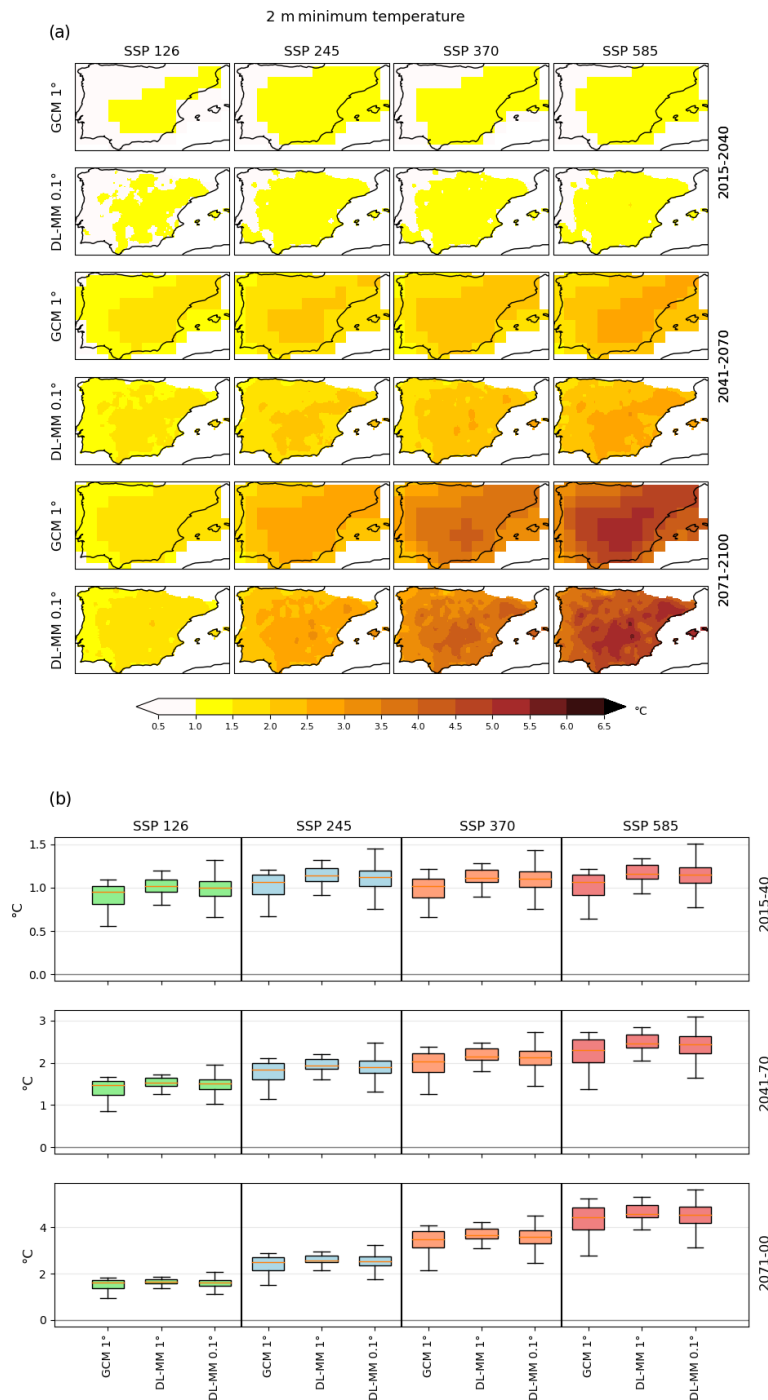 2 m minimum temperature
(a)
SSP 126 SSP 245 SSP 370 SSP 585
GCM 1°
DL-MM 0.1°
2015-2040
GCM 1°
DL-MM 0.1°
2041-2070
GCM 1°
DL-MM 0.1°
2071-2100
0.5 1.0 1.5 2.0 2.5 3.0 3.5 4.0 4.5 5.0 5.5 6.0 6.5 °C
(b)
SSP 126 SSP 245 SSP 370 SSP 585
1.5
1.0
0.5
0.0
°C
2015-40
3
2
1
0
°C
2041-70
4
2
0
°C
2071-00
GCM 1° DL-MM 1° DL-MM 0.1° GCM 1° DL-MM 1° DL-MM 0.1° GCM 1° DL-MM 1° DL-MM 0.1° GCM 1° DL-MM 1° DL-MM 0.1°